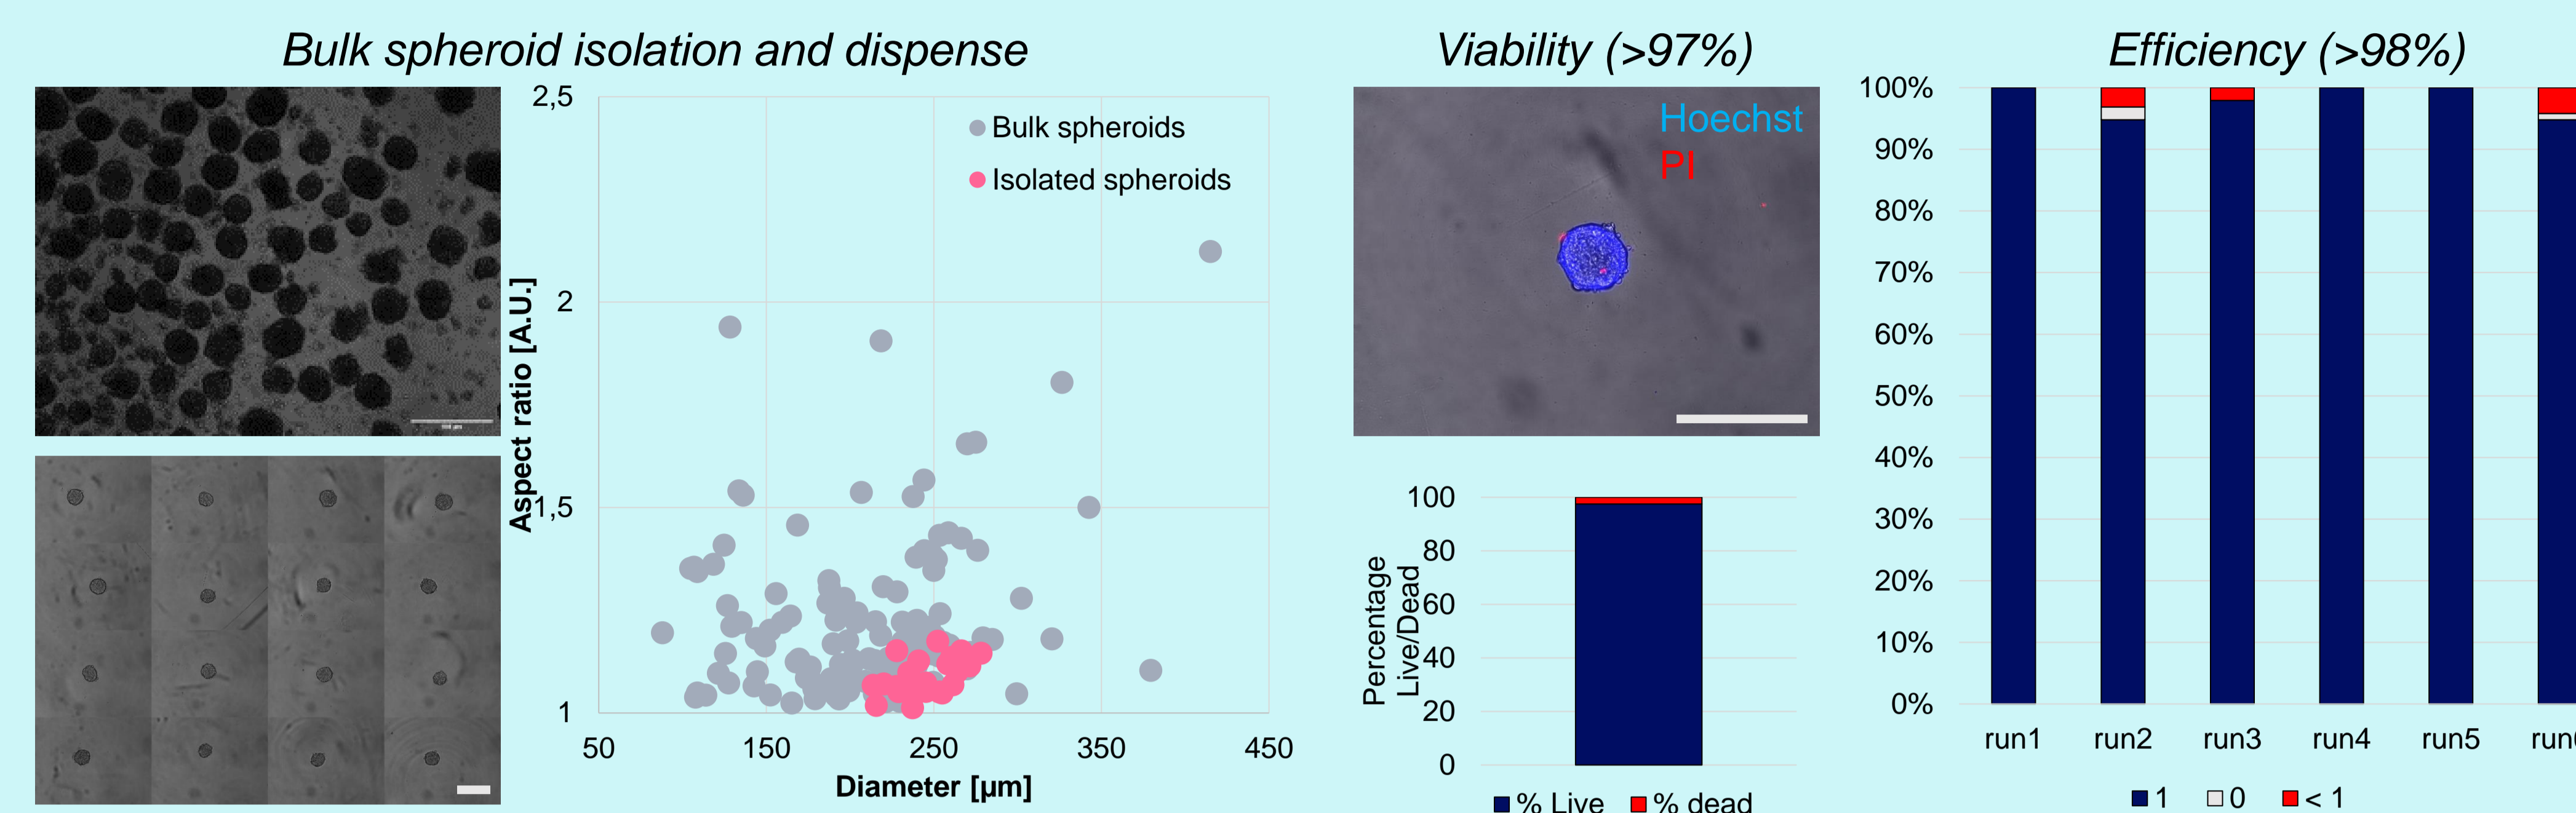 Bulk spheroid isolation and dispense
2,5
2
1,5
1
Aspect ratio [A.U.]
Bulk spheroids
Isolated spheroids
50 150 250 350 450
Diameter [µm]
Viability (>97%)
Hoechst
PI
100
80
60
40
20
0
Percentage
Live/Dead
% Live % dead
Efficiency (>98%)
100%
90%
80%
70%
60%
50%
40%
30%
20%
10%
0%
run1 run2 run3 run4 run5
1 0 < 1